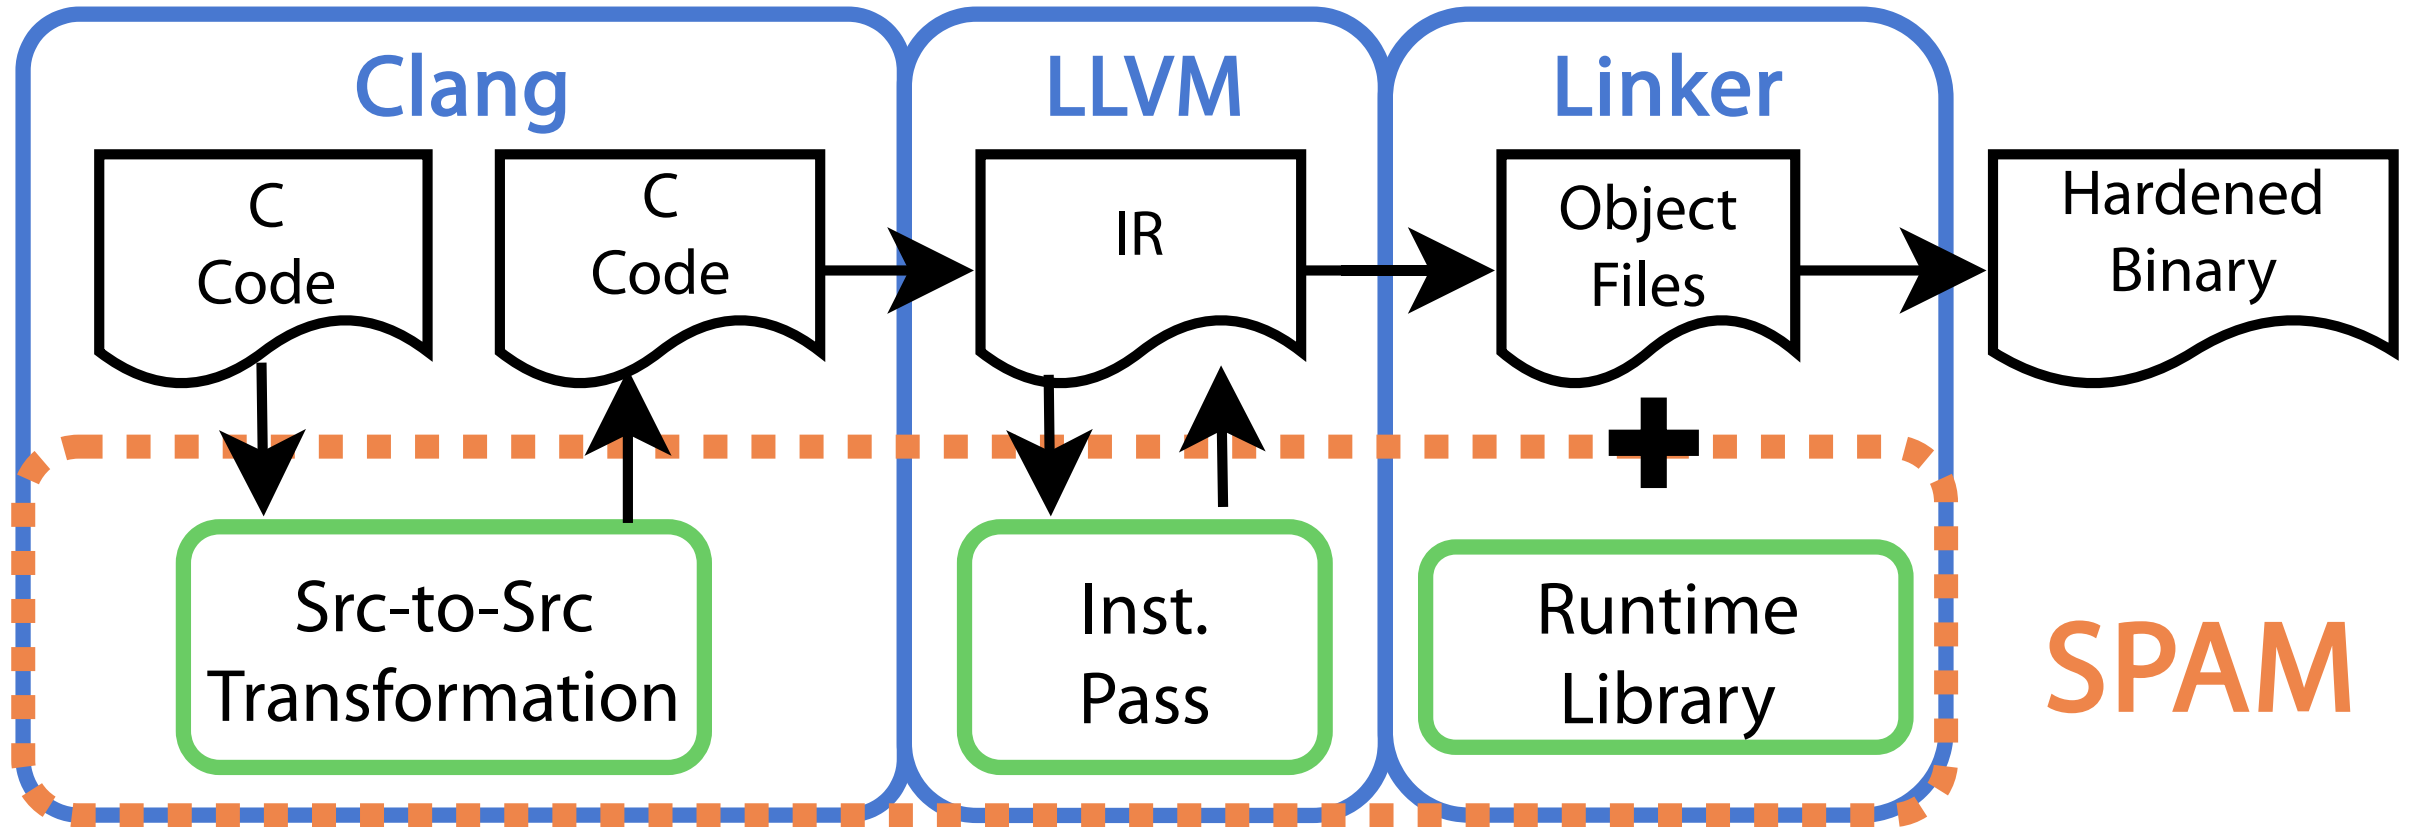 Clang
LLVM
Linker
C
Code
C
Code
IR
Object
Files
Hardened
Binary
Src-to-Src
Transformation
Inst.
Pass
Runtime
Library
SPAM